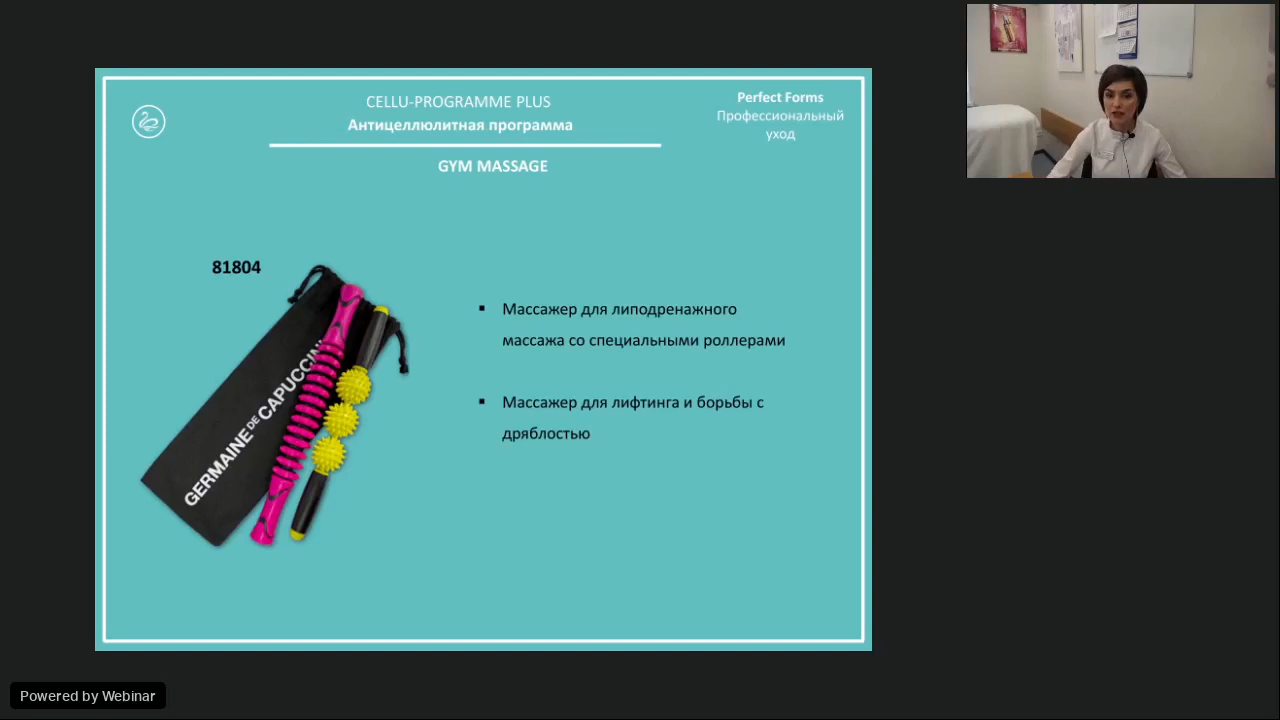 CELLU-PROGRAMME PLUS
Антицеллюлитная программа
Perfect Forms
Профессиональный
уход
GYM MASSAGE
81804
GERMAINE DE CAPUCCINI
▪ Массажер для липодренажного
массажа со специальными роллерами
▪ Массажер для лифтинга и борьбы с
дряблостью
Powered by Webinar